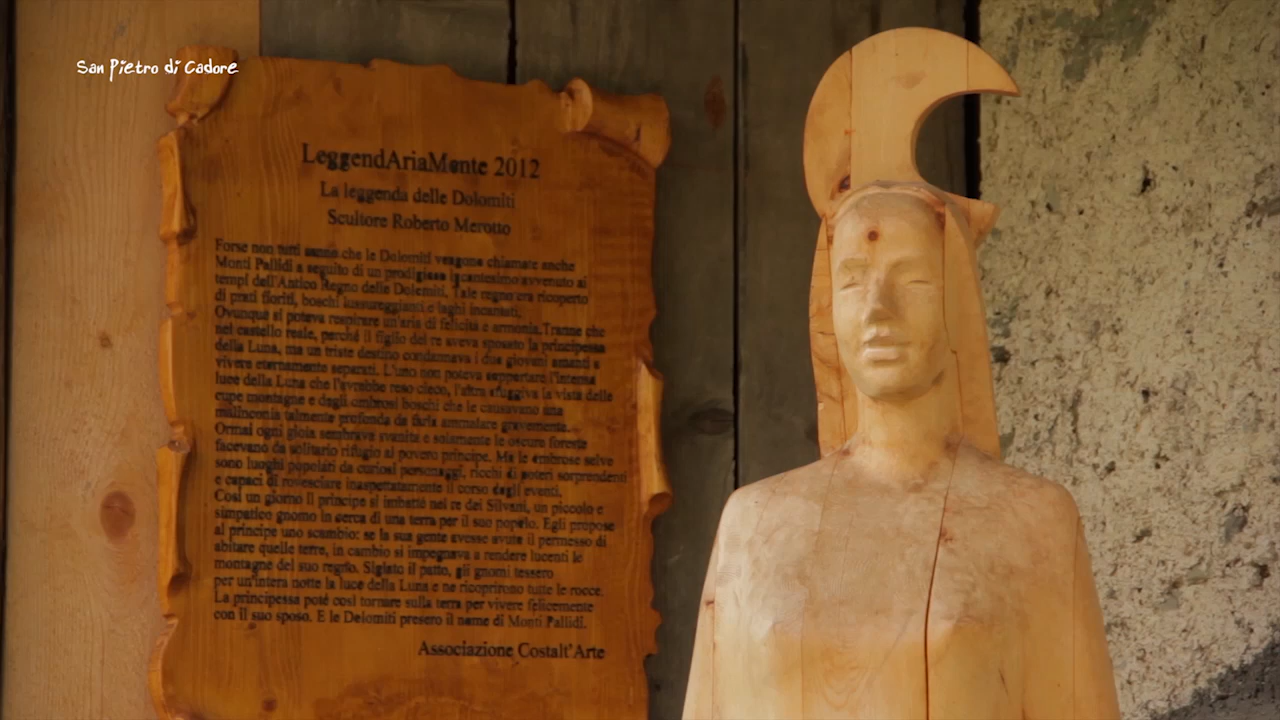 San Pietro di Cadore
LeggendAriaMente 2012
La leggenda delle Dolomiti
Scultore Roberto Merotto
Forse non tutti sanno che le Dolomiti vengono chiamate anche
Monti Pallidi a seguito di un prodigioso incantesimo avvenuto ai
tempi dell'Antico Regno delle Dolomiti. Tale regno era ricoperto
di prati fioriti, boschi lussureggianti e laghi incantati.
Ovunque si poteva respirare un'aria di felicità e armonia.Tranne che
nel castello reale, perché il figlio del re aveva sposato la principessa
della Luna, ma un triste destino condannava i due giovani amanti a
vivere eternamente separati. L'uno non poteva sopportare l'intensa
luce della Luna che l'avrebbe reso cieco, l'altra sfuggiva la vista delle
cupe montagne e degli ombrosi boschi che le causavano una
malinconia talmente profonda da farla ammalare gravemente.
Ormai ogni gioia sembrava svanita e solamente le oscure foreste
facevano da solitario rifugio al povero principe. Ma le ombrose selve
sono luoghi popolati da curiosi personaggi, ricchi di poteri sorprendenti
e capaci di rovesciare inaspettatamente il corso degli eventi.
Così un giorno il principe si imbatté nel re dei Silvani, un piccolo e
simpatico gnomo in cerca di una terra per il suo popolo. Egli propose
al principe uno scambio: se la sua gente avesse avuto il permesso di
abitare quelle terre, in cambio si impegnava a rendere lucenti le
montagne del suo regno. Siglato il patto, gli gnomi tessero
per un'intera notte la luce della Luna e ne ricoprirono tutte le rocce.
La principessa poté così tornare sulla terra per vivere felicemente
con il suo sposo. E le Dolomiti presero il nome di Monti Pallidi.
Associazione Costalt'Arte